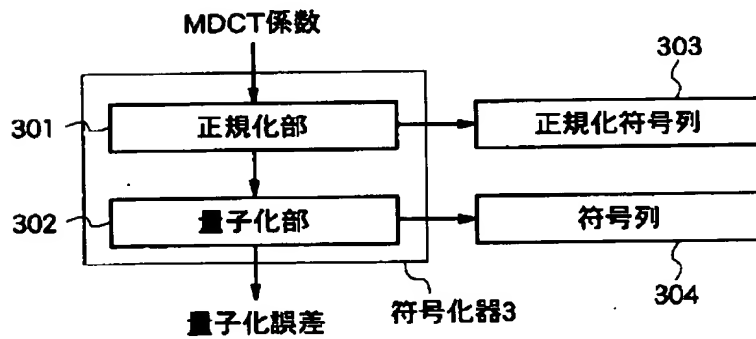 MDCT係数
303
301
正規化部
正規化符号列
302
量子化部
符号列
量子化誤差
符号化器3
304